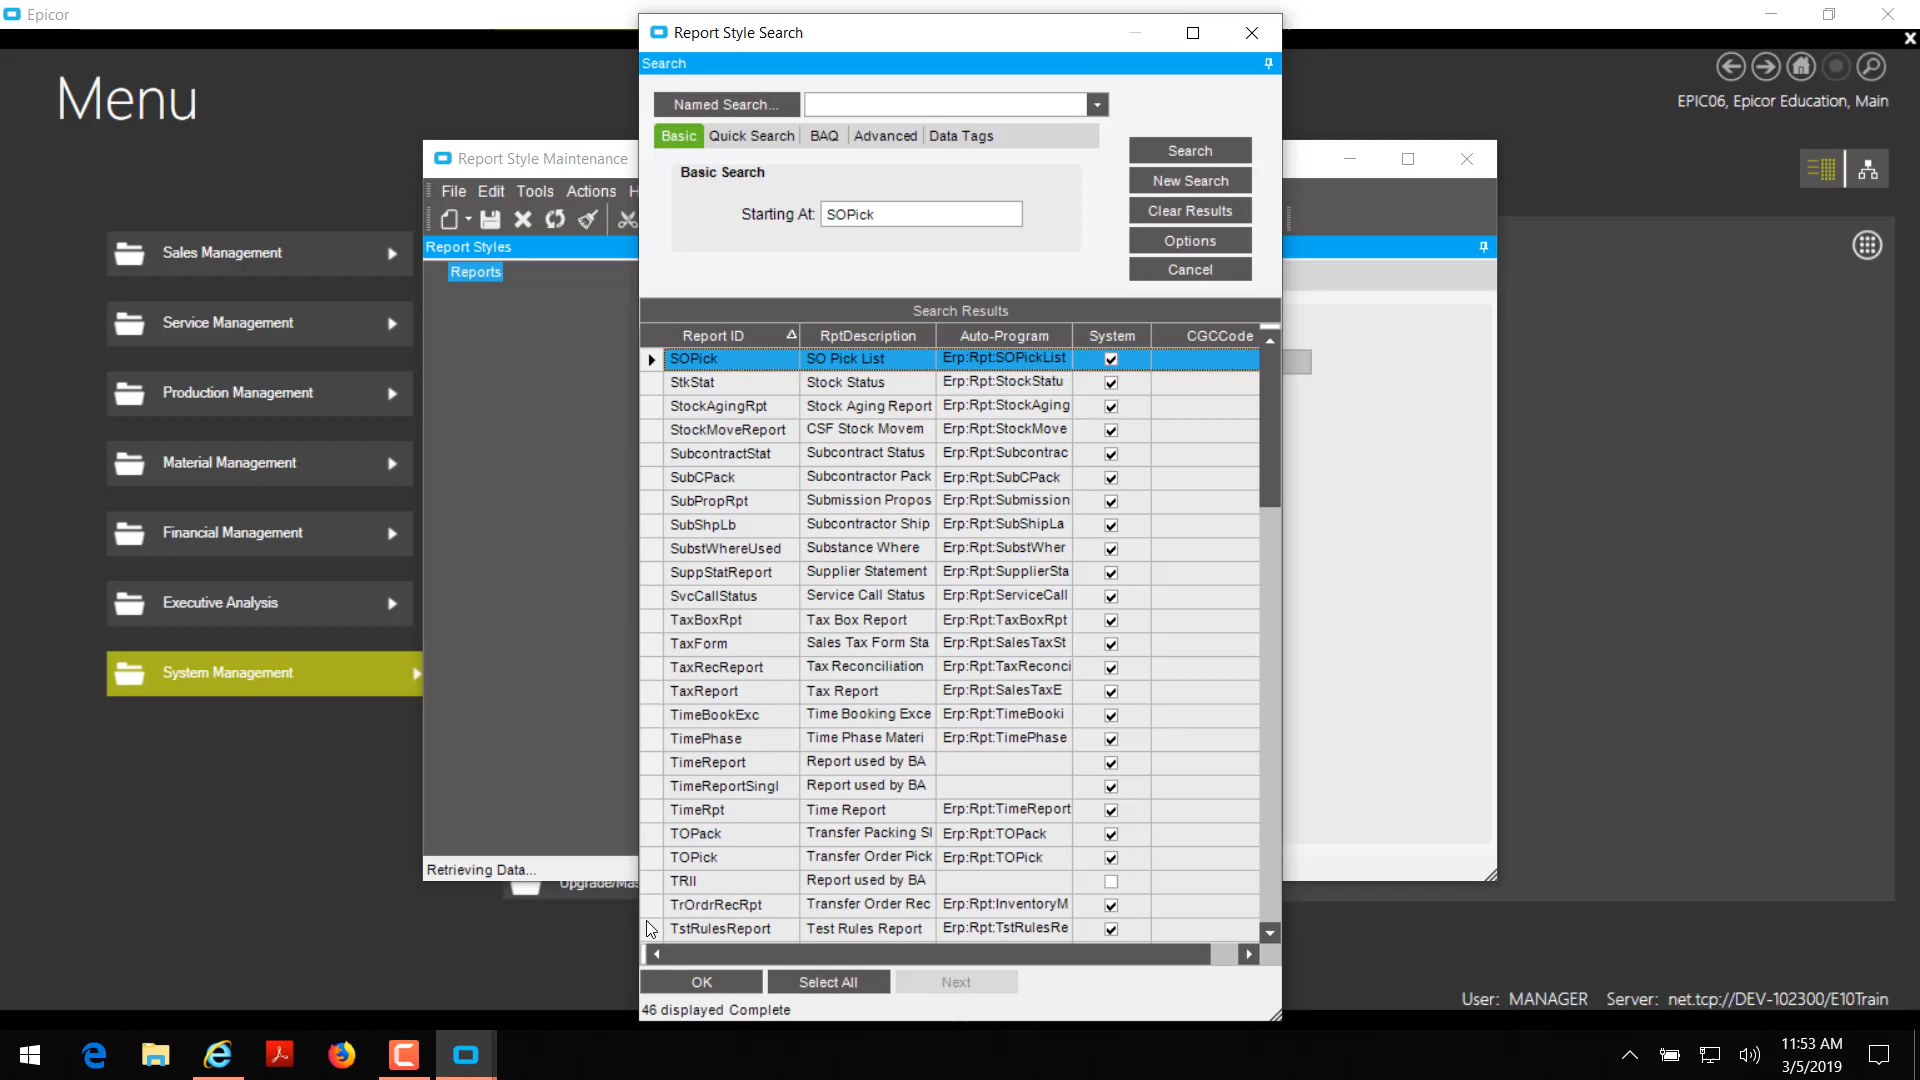 Epicor
Menu
EPIC06, Epicor Education, Main
Sales Management
Service Management
Production Management
Material Management
Financial Management
Executive Analysis
System Management
Report Style Maintenance
File Edit Tools Actions H
Report Styles
Reports
Retrieving Data...
Upgrade/Mas
Report Style Search
Search
Named Search...
Basic Quick Search BAQ Advanced Data Tags
Basic Search
Starting At: SOPick
Search
New Search
Clear Results
Options
Cancel
Search Results
Report ID RptDescription Auto-Program System CGCCode
SOPick SO Pick List Erp:Rpt:SOPickList
StkStat Stock Status Erp:Rpt:StockStatu
StockAgingRpt Stock Aging Report Erp:Rpt:StockAging
StockMoveReport CSF Stock Movem Erp:Rpt:StockMove
SubcontractStat Subcontract Status Erp:Rpt:Subcontrac
SubCPack Subcontractor Pack Erp:Rpt:SubCPack
SubPropRpt Submission Propos Erp:Rpt:Submission
SubShpLb Subcontractor Ship Erp:Rpt:SubShipLa
SubstWhereUsed Substance Where Erp:Rpt:SubstWher
SuppStatReport Supplier Statement Erp:Rpt:SupplierSta
SvcCallStatus Service Call Status Erp:Rpt:ServiceCall
TaxBoxRpt Tax Box Report Erp:Rpt:TaxBoxRpt
TaxForm Sales Tax Form Sta Erp:Rpt:SalesTaxSt
TaxRecReport Tax Reconciliation Erp:Rpt:TaxReconci
TaxReport Tax Report Erp:Rpt:SalesTaxE
TimeBookExc Time Booking Exce Erp:Rpt:TimeBooki
TimePhase Time Phase Materi Erp:Rpt:TimePhase
TimeReport Report used by BA
TimeReportSingl Report used by BA
TimeRpt Time Report Erp:Rpt:TimeReport
TOPack Transfer Packing Sl Erp:Rpt:TOPack
TOPick Transfer Order Pick Erp:Rpt:TOPick
TRII Report used by BA
TrOrdrRecRpt Transfer Order Rec Erp:Rpt:InventoryM
TstRulesReport Test Rules Report Erp:Rpt:TstRulesRe
OK Select All Next
46 displayed Complete
User: MANAGER Server: net.tcp://DEV-102300/E10Train
11:53 AM
3/5/2019